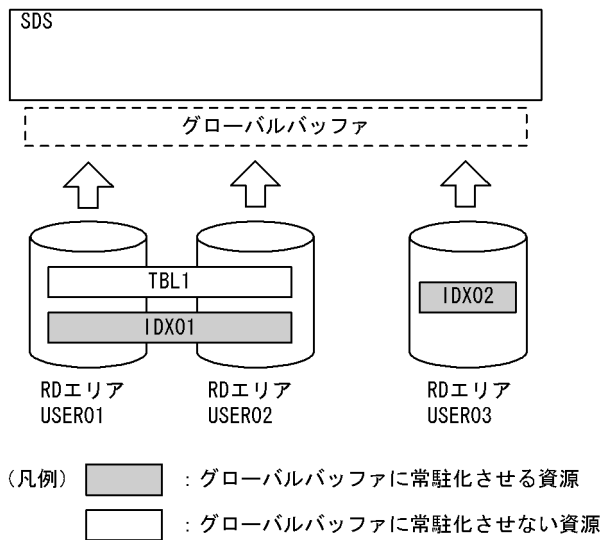 SDS
グローバルバッファ
TBL1
IDX01
IDX02
RDエリア
USER01
RDエリア
USER02
RDエリア
USER03
(凡例)
:グローバルバッファに常駐化させる資源
:グローバルバッファに常駐化させない資源